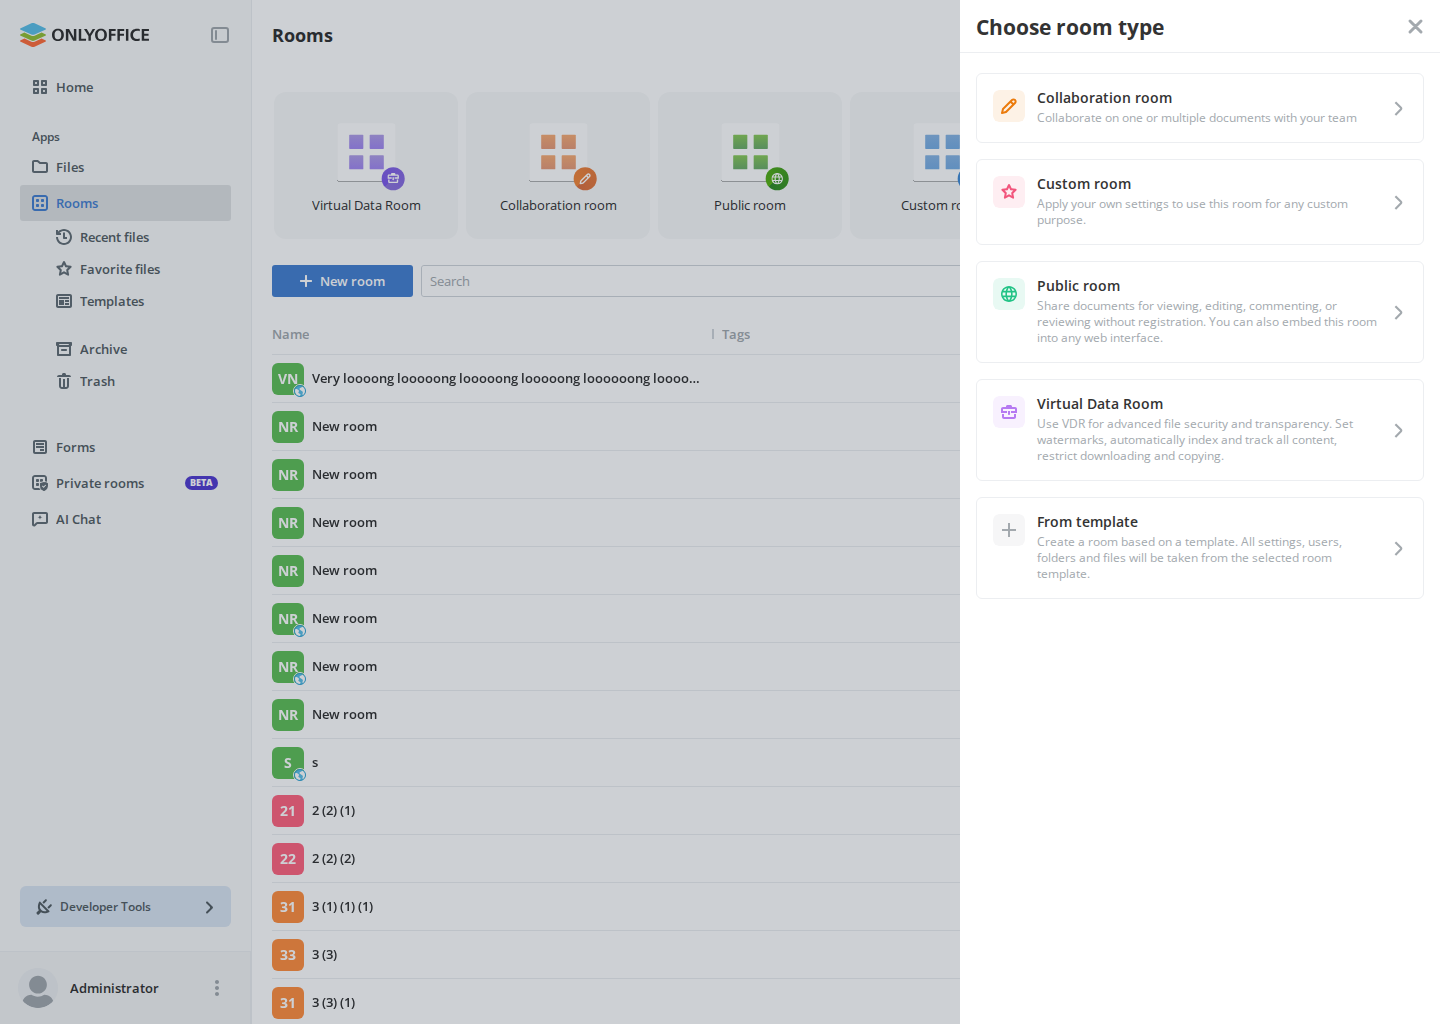 ONLYOFFICE
Home
Apps
Files
Rooms
Recent files
Favorite files
Templates
Archive
Trash
Forms
Private rooms
BETA
AI Chat
Developer Tools
Administrator
Rooms
Virtual Data Room
Collaboration room
Public room
Custom ro
New room
Search
Name
Tags
VN
Very loooong looooong looooong looooong loooooong loooo...
NR
New room
NR
New room
NR
New room
NR
New room
NR
New room
NR
New room
NR
New room
S
s
21
2 (2) (1)
22
2 (2) (2)
31
3 (1) (1) (1)
33
3 (3)
31
3 (3) (1)
Choose room type
Collaboration room
Collaborate on one or multiple documents with your team
Custom room
Apply your own settings to use this room for any custom
purpose.
Public room
Share documents for viewing, editing, commenting, or
reviewing without registration. You can also embed this room
into any web interface.
Virtual Data Room
Use VDR for advanced file security and transparency. Set
watermarks, automatically index and track all content,
restrict downloading and copying.
From template
Create a room based on a template. All settings, users,
folders and files will be taken from the selected room
template.